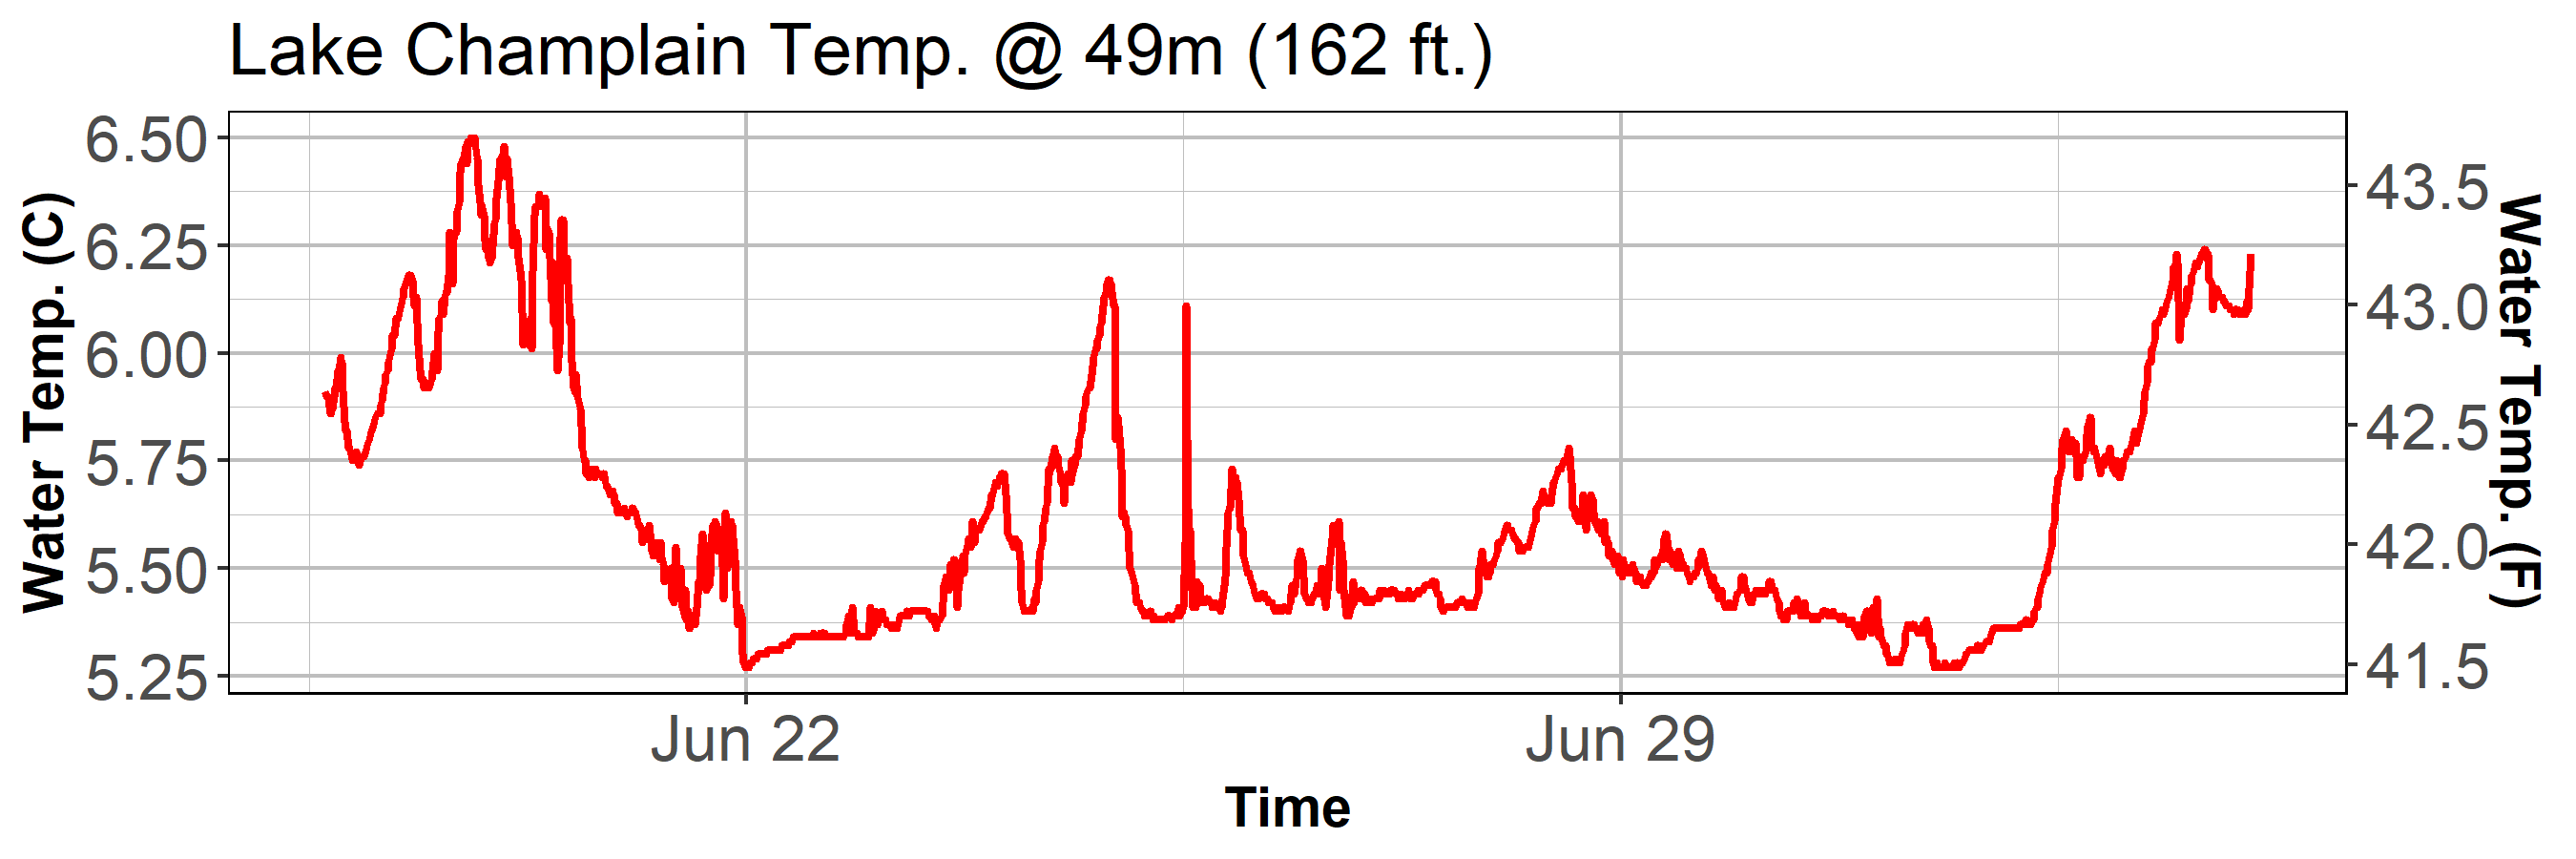 Lake Champlain Temp. @ 49m (162 ft.)
Water Temp. (C)
6.50
6.25
6.00
5.75
5.50
5.25
43.5
43.0
42.5
42.0
41.5
Water Temp. (F)
Jun 22
Jun 29
Time